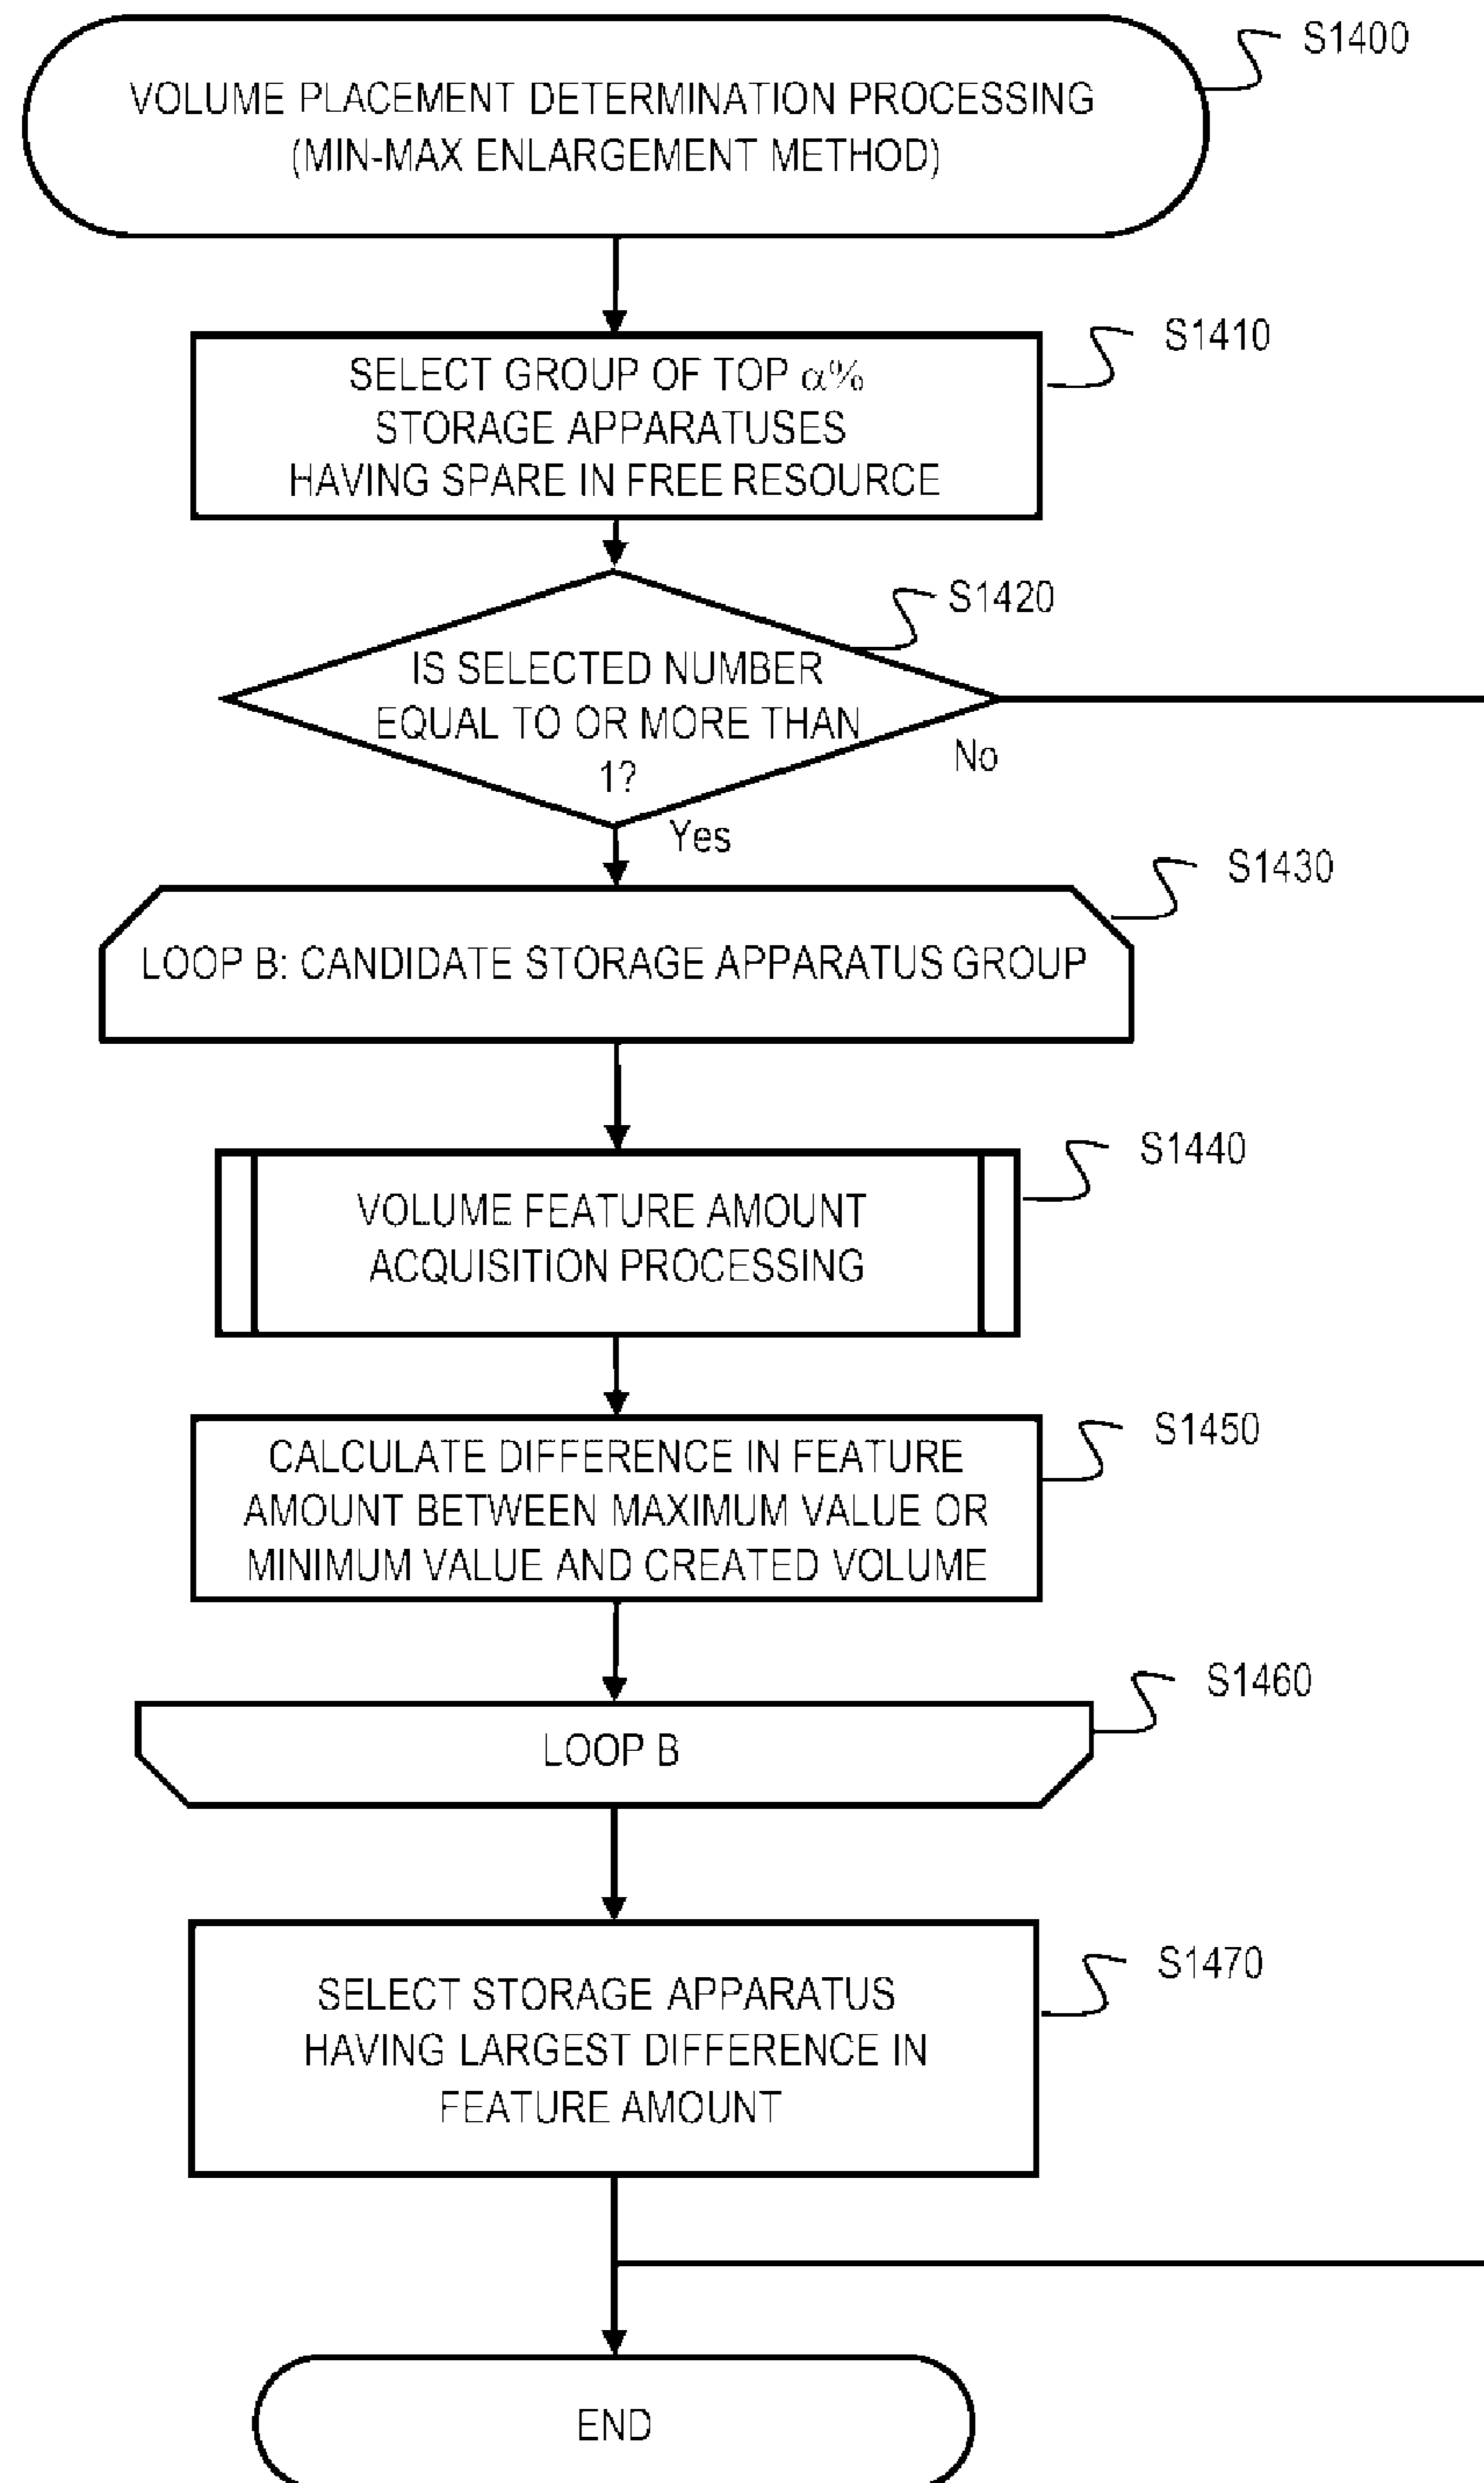 S1400
VOLUME PLACEMENT DETERMINATION PROCESSING
(MIN-MAX ENLARGEMENT METHOD)
S1410
SELECT GROUP OF TOP α%
STORAGE APPARATUSES
HAVING SPARE IN FREE RESOURCE
S1420
IS SELECTED NUMBER
EQUAL TO OR MORE THAN
1?
No
Yes
S1430
LOOP B: CANDIDATE STORAGE APPARATUS GROUP
S1440
VOLUME FEATURE AMOUNT
ACQUISITION PROCESSING
S1450
CALCULATE DIFFERENCE IN FEATURE
AMOUNT BETWEEN MAXIMUM VALUE OR
MINIMUM VALUE AND CREATED VOLUME
S1460
LOOP B
S1470
SELECT STORAGE APPARATUS
HAVING LARGEST DIFFERENCE IN
FEATURE AMOUNT
END